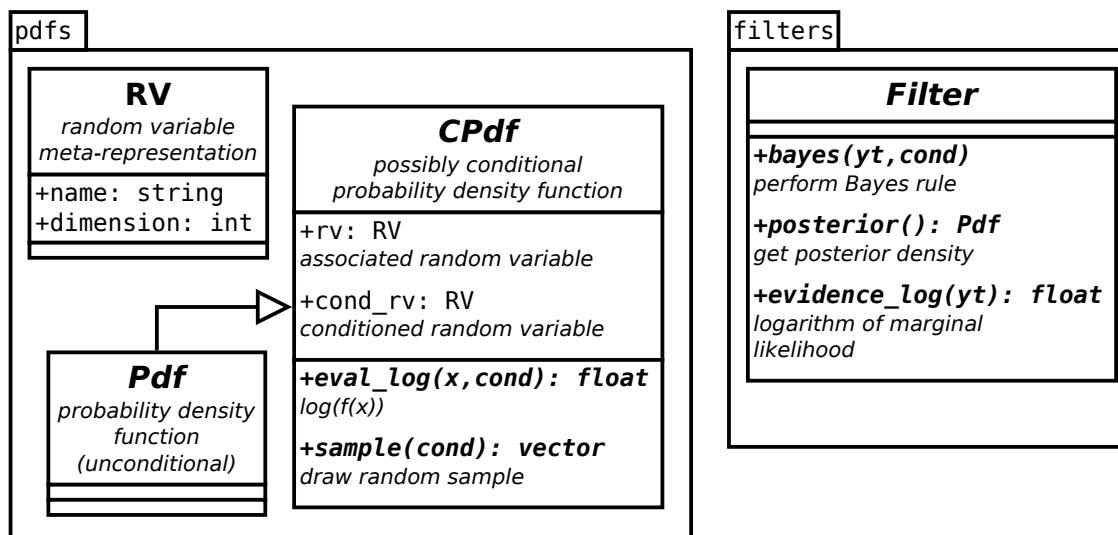 pdfs
RV
random variable
meta-representation
+name: string
+dimension: int
CPdf
possibly conditional
probability density function
+rv: RV
associated random variable
+cond_rv: RV
conditioned random variable
+eval_log(x,cond): float
log(f(x))
+sample(cond): vector
draw random sample
Pdf
probability density
function
(unconditional)
filters
Filter
+bayes(yt,cond)
perform Bayes rule
+posterior(): Pdf
get posterior density
+evidence_log(yt): float
logarithm of marginal
likelihood